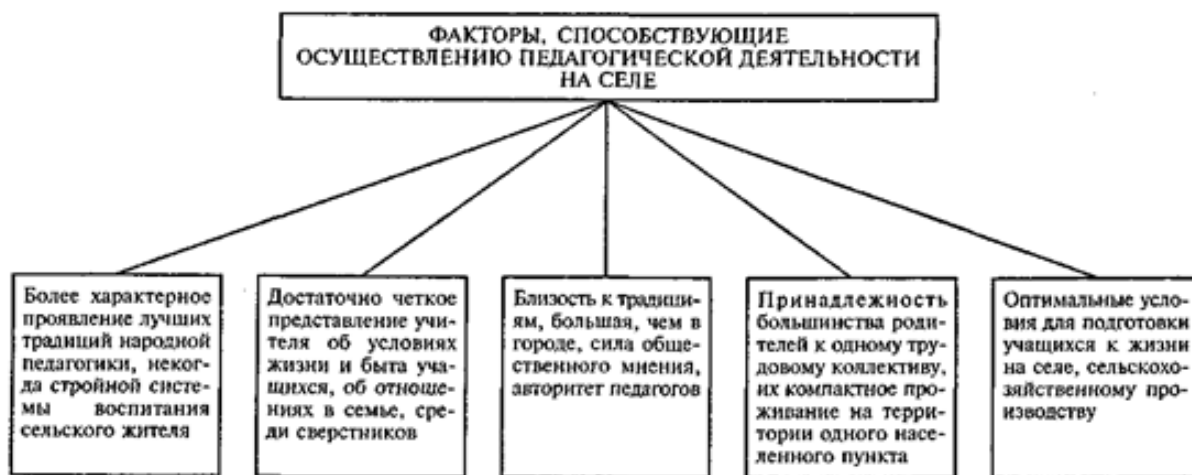 ФАКТОРЫ, СПОСОБСТВУЮЩИЕ
ОСУЩЕСТВЛЕНИЮ ПЕДАГОГИЧЕСКОЙ ДЕЯТЕЛЬНОСТИ
НА СЕЛЕ
Более характерное
проявление лучших
традиций народной
педагогики, неког-
да стройной систе-
мы воспитания
сельского жителя
Достаточно четкое
представление учи-
теля об условиях
жизни и быта уча-
щихся, об отноше-
ниях в семье, сре-
ди сверстников
Близость к традици-
ям, большая, чем в
городе, сила обще-
ственного мнения,
авторитет педагогов
Принадлежность
большинства роди-
телей к одному тру-
довому коллективу,
их компактное про-
живание на терри-
тории одного насе-
ленного пункта
Оптимальные усло-
вия для подготовки
учащихся к жизни
на селе, сельскохо-
зяйственному про-
изводству